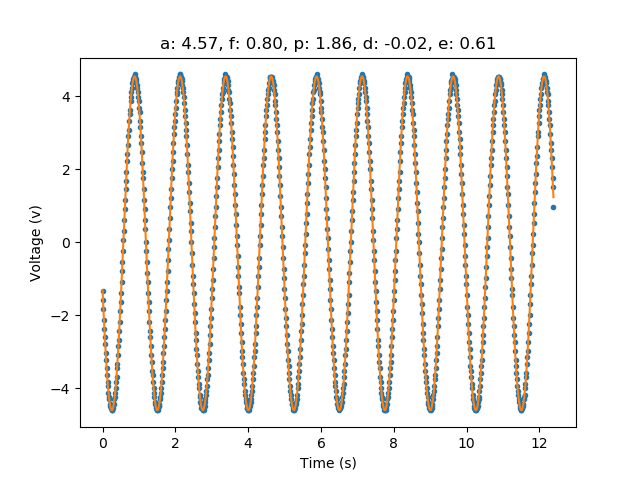 a: 4.57, f: 0.80, p: 1.86, d: -0.02, e: 0.61
4
2
0
−2
−4
Voltage (v)
0 2 4 6 8 10 12
Time (s)